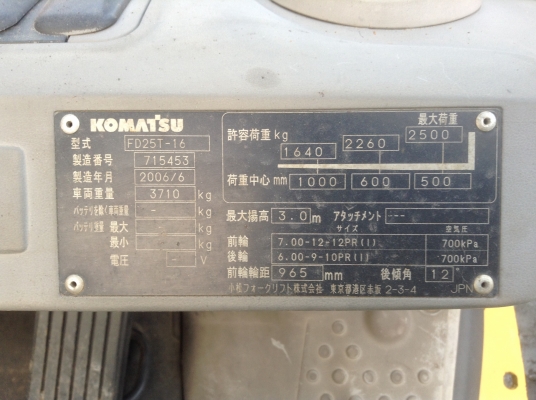 KOMATSU
型式 FD25T-16
製造番号 715453
製造年月 2006/6
車両重量 3710 kg
バッテリを除く車両重量 - kg
バッテリ重量 最大 - kg
最小 - kg
電圧 - V
最大荷重
許容荷重 kg 1640 2260 2500
荷重中心 mm 1000 600 500
最大揚高 3.0 m アタッチメント ---
サイズ 空気圧
前輪 7.00-12-12PR(I) 700kPa
後輪 6.00-9-10PR(I) 700kPa
前輪輪距 965 mm 後傾角 12
小松フォークリフト株式会社 東京都港区赤坂 2-3-4 JPN